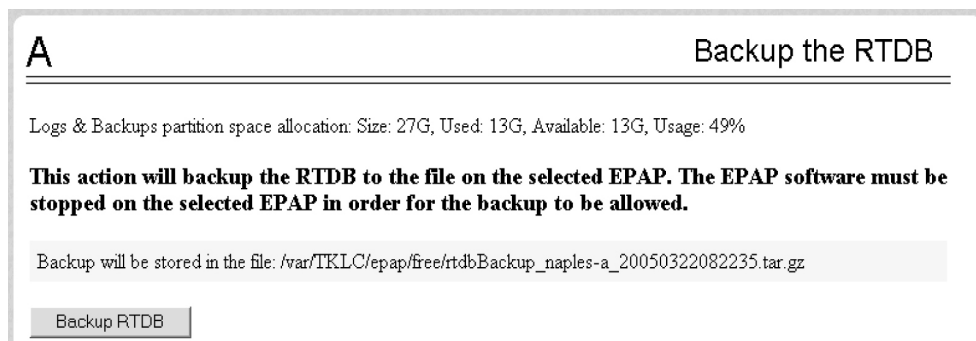 A
Backup the RTDB
Logs & Backups partition space allocation: Size: 27G, Used: 13G, Available: 13G, Usage: 49%
This action will backup the RTDB to the file on the selected EPAP. The EPAP software must be
stopped on the selected EPAP in order for the backup to be allowed.
Backup will be stored in the file: /var/TKLC/epap/free/rtdbBackup_naples-a_20050322082235.tar.gz
Backup RTDB